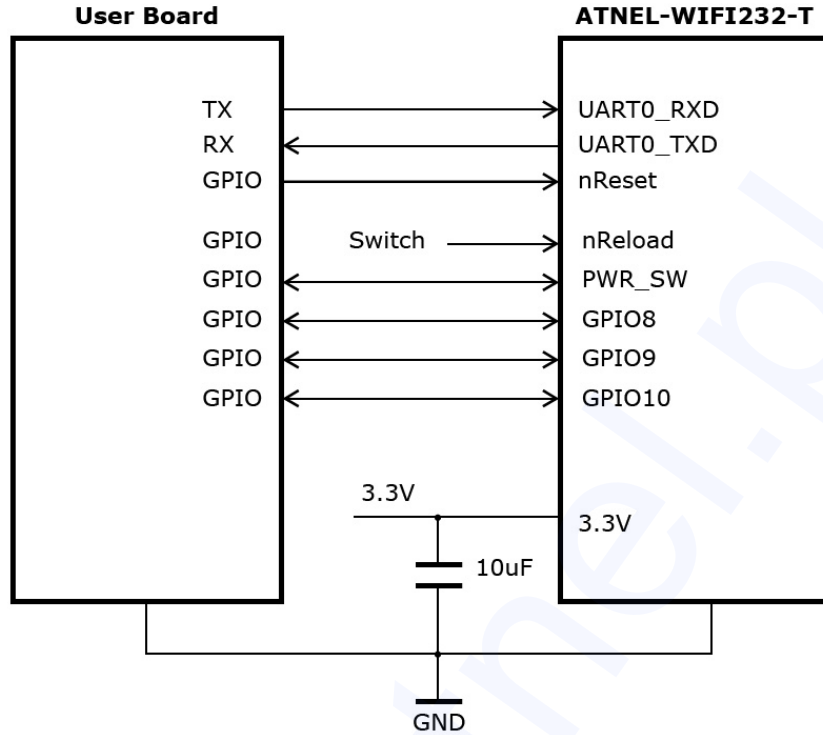 User Board
ATNEL-WIFI232-T
TX
UART0_RXD
RX
UART0_TXD
GPIO
nReset
GPIO
Switch
nReload
GPIO
PWR_SW
GPIO
GPIO8
GPIO
GPIO9
GPIO
GPIO10
3.3V
3.3V
10uF
GND